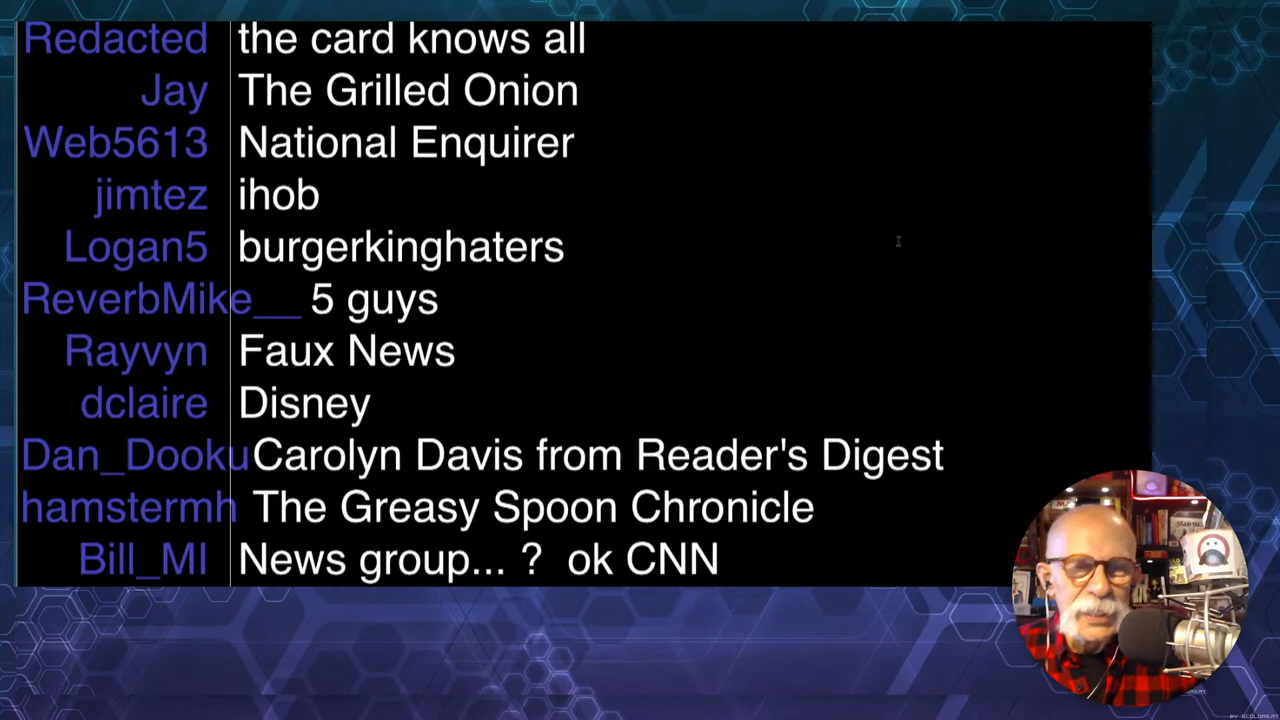 Redacted the card knows all
Jay The Grilled Onion
Web5613 National Enquirer
jimtez ihob
Logan5 burgerkinghaters
ReverbMike__ 5 guys
Rayvyn Faux News
dclaire Disney
Dan_Dooku Carolyn Davis from Reader's Digest
hamstermh The Greasy Spoon Chronicle
Bill_MI News group... ? ok CNN